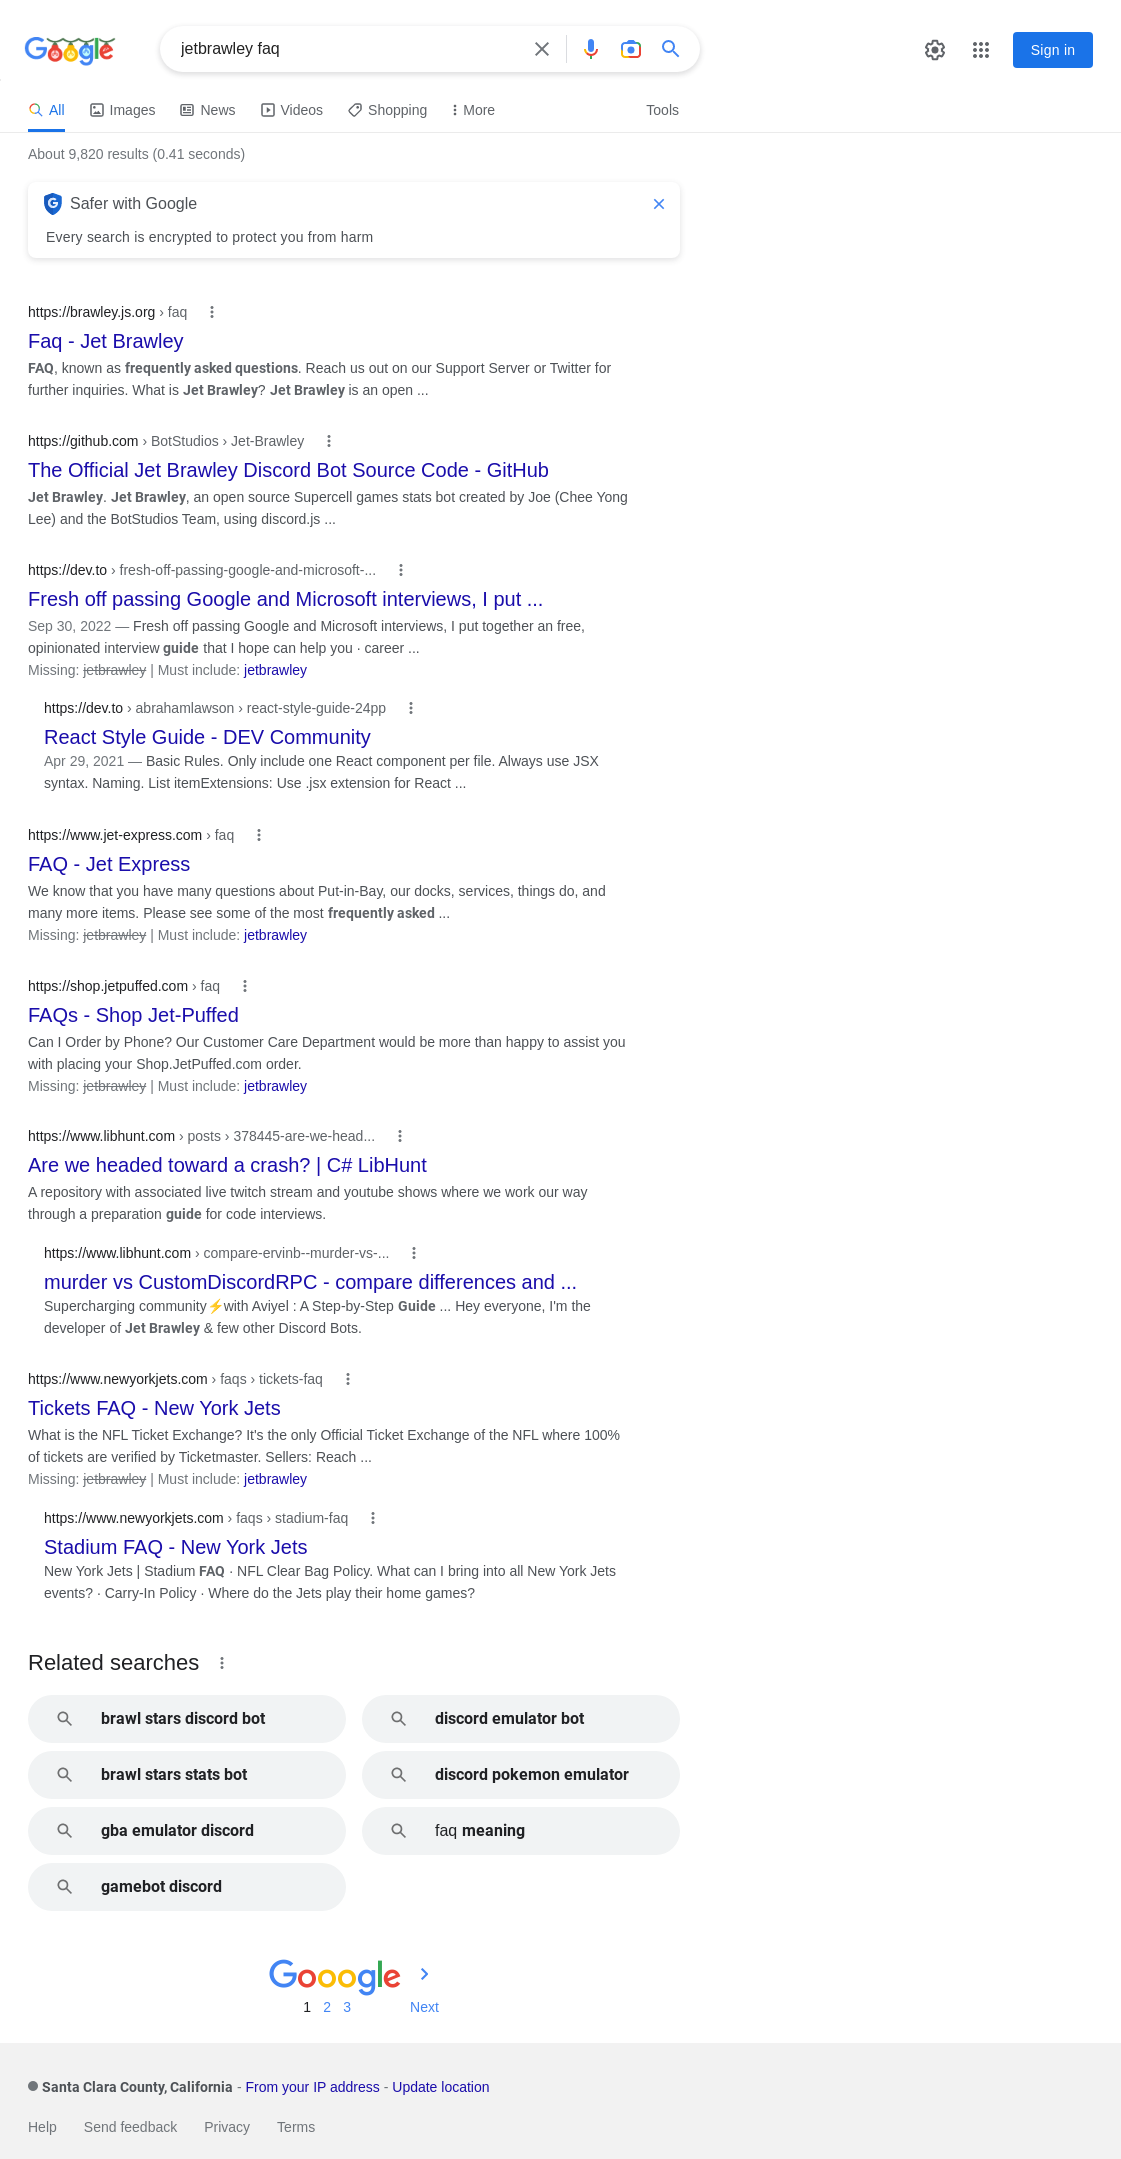 Google
jetbrawley faq
Sign in
All Images News Videos Shopping More Tools
About 9,820 results (0.41 seconds)
G Safer with Google
Every search is encrypted to protect you from harm
https://brawley.js.org › faq
Faq - Jet Brawley
FAQ, known as frequently asked questions. Reach us out on our Support Server or Twitter for
further inquiries. What is Jet Brawley? Jet Brawley is an open ...
https://github.com › BotStudios › Jet-Brawley
The Official Jet Brawley Discord Bot Source Code - GitHub
Jet Brawley. Jet Brawley, an open source Supercell games stats bot created by Joe (Chee Yong
Lee) and the BotStudios Team, using discord.js ...
https://dev.to › fresh-off-passing-google-and-microsoft-...
Fresh off passing Google and Microsoft interviews, I put ...
Sep 30, 2022 — Fresh off passing Google and Microsoft interviews, I put together an free,
opinionated interview guide that I hope can help you · career ...
Missing: jetbrawley | Must include: jetbrawley
https://dev.to › abrahamlawson › react-style-guide-24pp
React Style Guide - DEV Community
Apr 29, 2021 — Basic Rules. Only include one React component per file. Always use JSX
syntax. Naming. List itemExtensions: Use .jsx extension for React ...
https://www.jet-express.com › faq
FAQ - Jet Express
We know that you have many questions about Put-in-Bay, our docks, services, things do, and
many more items. Please see some of the most frequently asked ...
Missing: jetbrawley | Must include: jetbrawley
https://shop.jetpuffed.com › faq
FAQs - Shop Jet-Puffed
Can I Order by Phone? Our Customer Care Department would be more than happy to assist you
with placing your Shop.JetPuffed.com order.
Missing: jetbrawley | Must include: jetbrawley
https://www.libhunt.com › posts › 378445-are-we-head...
Are we headed toward a crash? | C# LibHunt
A repository with associated live twitch stream and youtube shows where we work our way
through a preparation guide for code interviews.
https://www.libhunt.com › compare-ervinb--murder-vs-...
murder vs CustomDiscordRPC - compare differences and ...
Supercharging community⚡with Aviyel : A Step-by-Step Guide ... Hey everyone, I'm the
developer of Jet Brawley & few other Discord Bots.
https://www.newyorkjets.com › faqs › tickets-faq
Tickets FAQ - New York Jets
What is the NFL Ticket Exchange? It's the only Official Ticket Exchange of the NFL where 100%
of tickets are verified by Ticketmaster. Sellers: Reach ...
Missing: jetbrawley | Must include: jetbrawley
https://www.newyorkjets.com › faqs › stadium-faq
Stadium FAQ - New York Jets
New York Jets | Stadium FAQ · NFL Clear Bag Policy. What can I bring into all New York Jets
events? · Carry-In Policy · Where do the Jets play their home games?
Related searches
brawl stars discord bot
discord emulator bot
brawl stars stats bot
discord pokemon emulator
gba emulator discord
faq meaning
gamebot discord
Gooogle
1 2 3 Next
Santa Clara County, California - From your IP address - Update location
Help Send feedback Privacy Terms